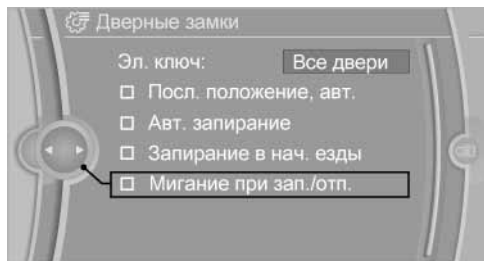 Дверные замки
Эл. ключ: Все двери
Посл. положение, авт.
Авт. запирание
Запирание в нач. езды
Мигание при зап./отп.